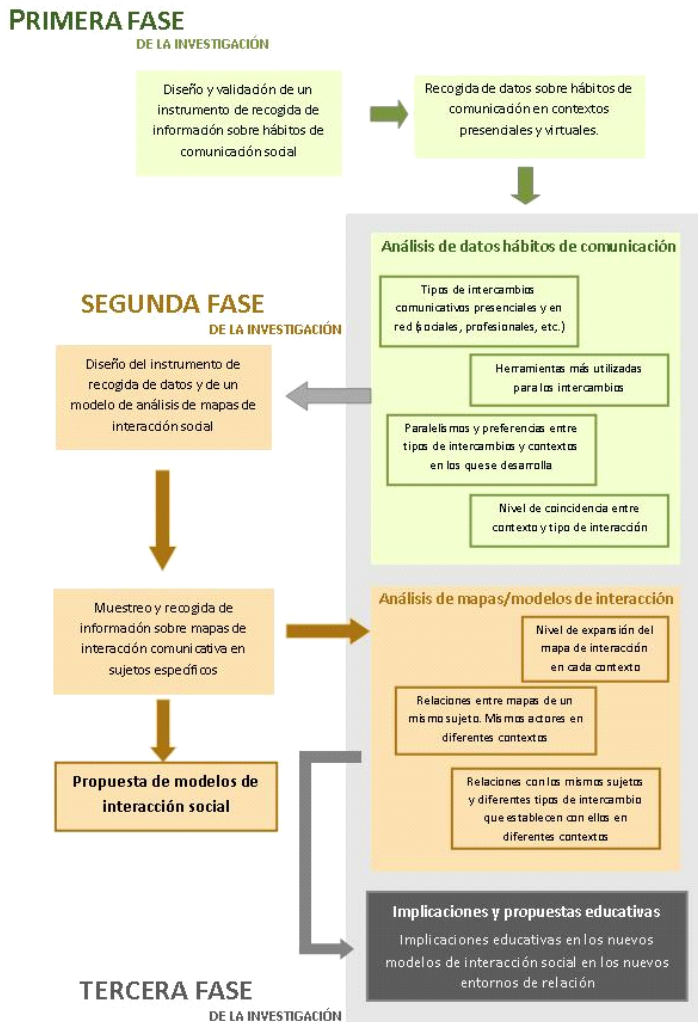 PRIMERA FASE
DE LA INVESTIGACIÓN
Diseño y validación de un
instrumento de recogida de
información sobre hábitos de
comunicación social
Recogida de datos sobre hábitos de
comunicación en contextos
presenciales y virtuales.
Análisis de datos hábitos de comunicación
Tipos de intercambios
comunicativos presenciales y en
red (sociales, profesionales, etc.)
Herramientas más utilizadas
para los intercambios
Paralelismos y preferencias entre
tipos de intercambios y contextos
en los que se desarrolla
Nivel de coincidencia entre
contexto y tipo de interacción
SEGUNDA FASE
DE LA INVESTIGACIÓN
Diseño del instrumento de
recogida de datos y de un
modelo de análisis de mapas de
interacción social
Muestreo y recogida de
información sobre mapas de
interacción comunicativa en
sujetos específicos
Propuesta de modelos de
interacción social
Análisis de mapas/modelos de interacción
Nivel de expansión del
mapa de interacción
en cada contexto
Relaciones entre mapas de un
mismo sujeto. Mismos actores en
diferentes contextos
Relaciones con los mismos sujetos
y diferentes tipos de intercambio
que establecen con ellos en
diferentes contextos
Implicaciones y propuestas educativas
Implicaciones educativas en los nuevos
modelos de interacción social en los nuevos
entornos de relación
TERCERA FASE
DE LA INVESTIGACIÓN